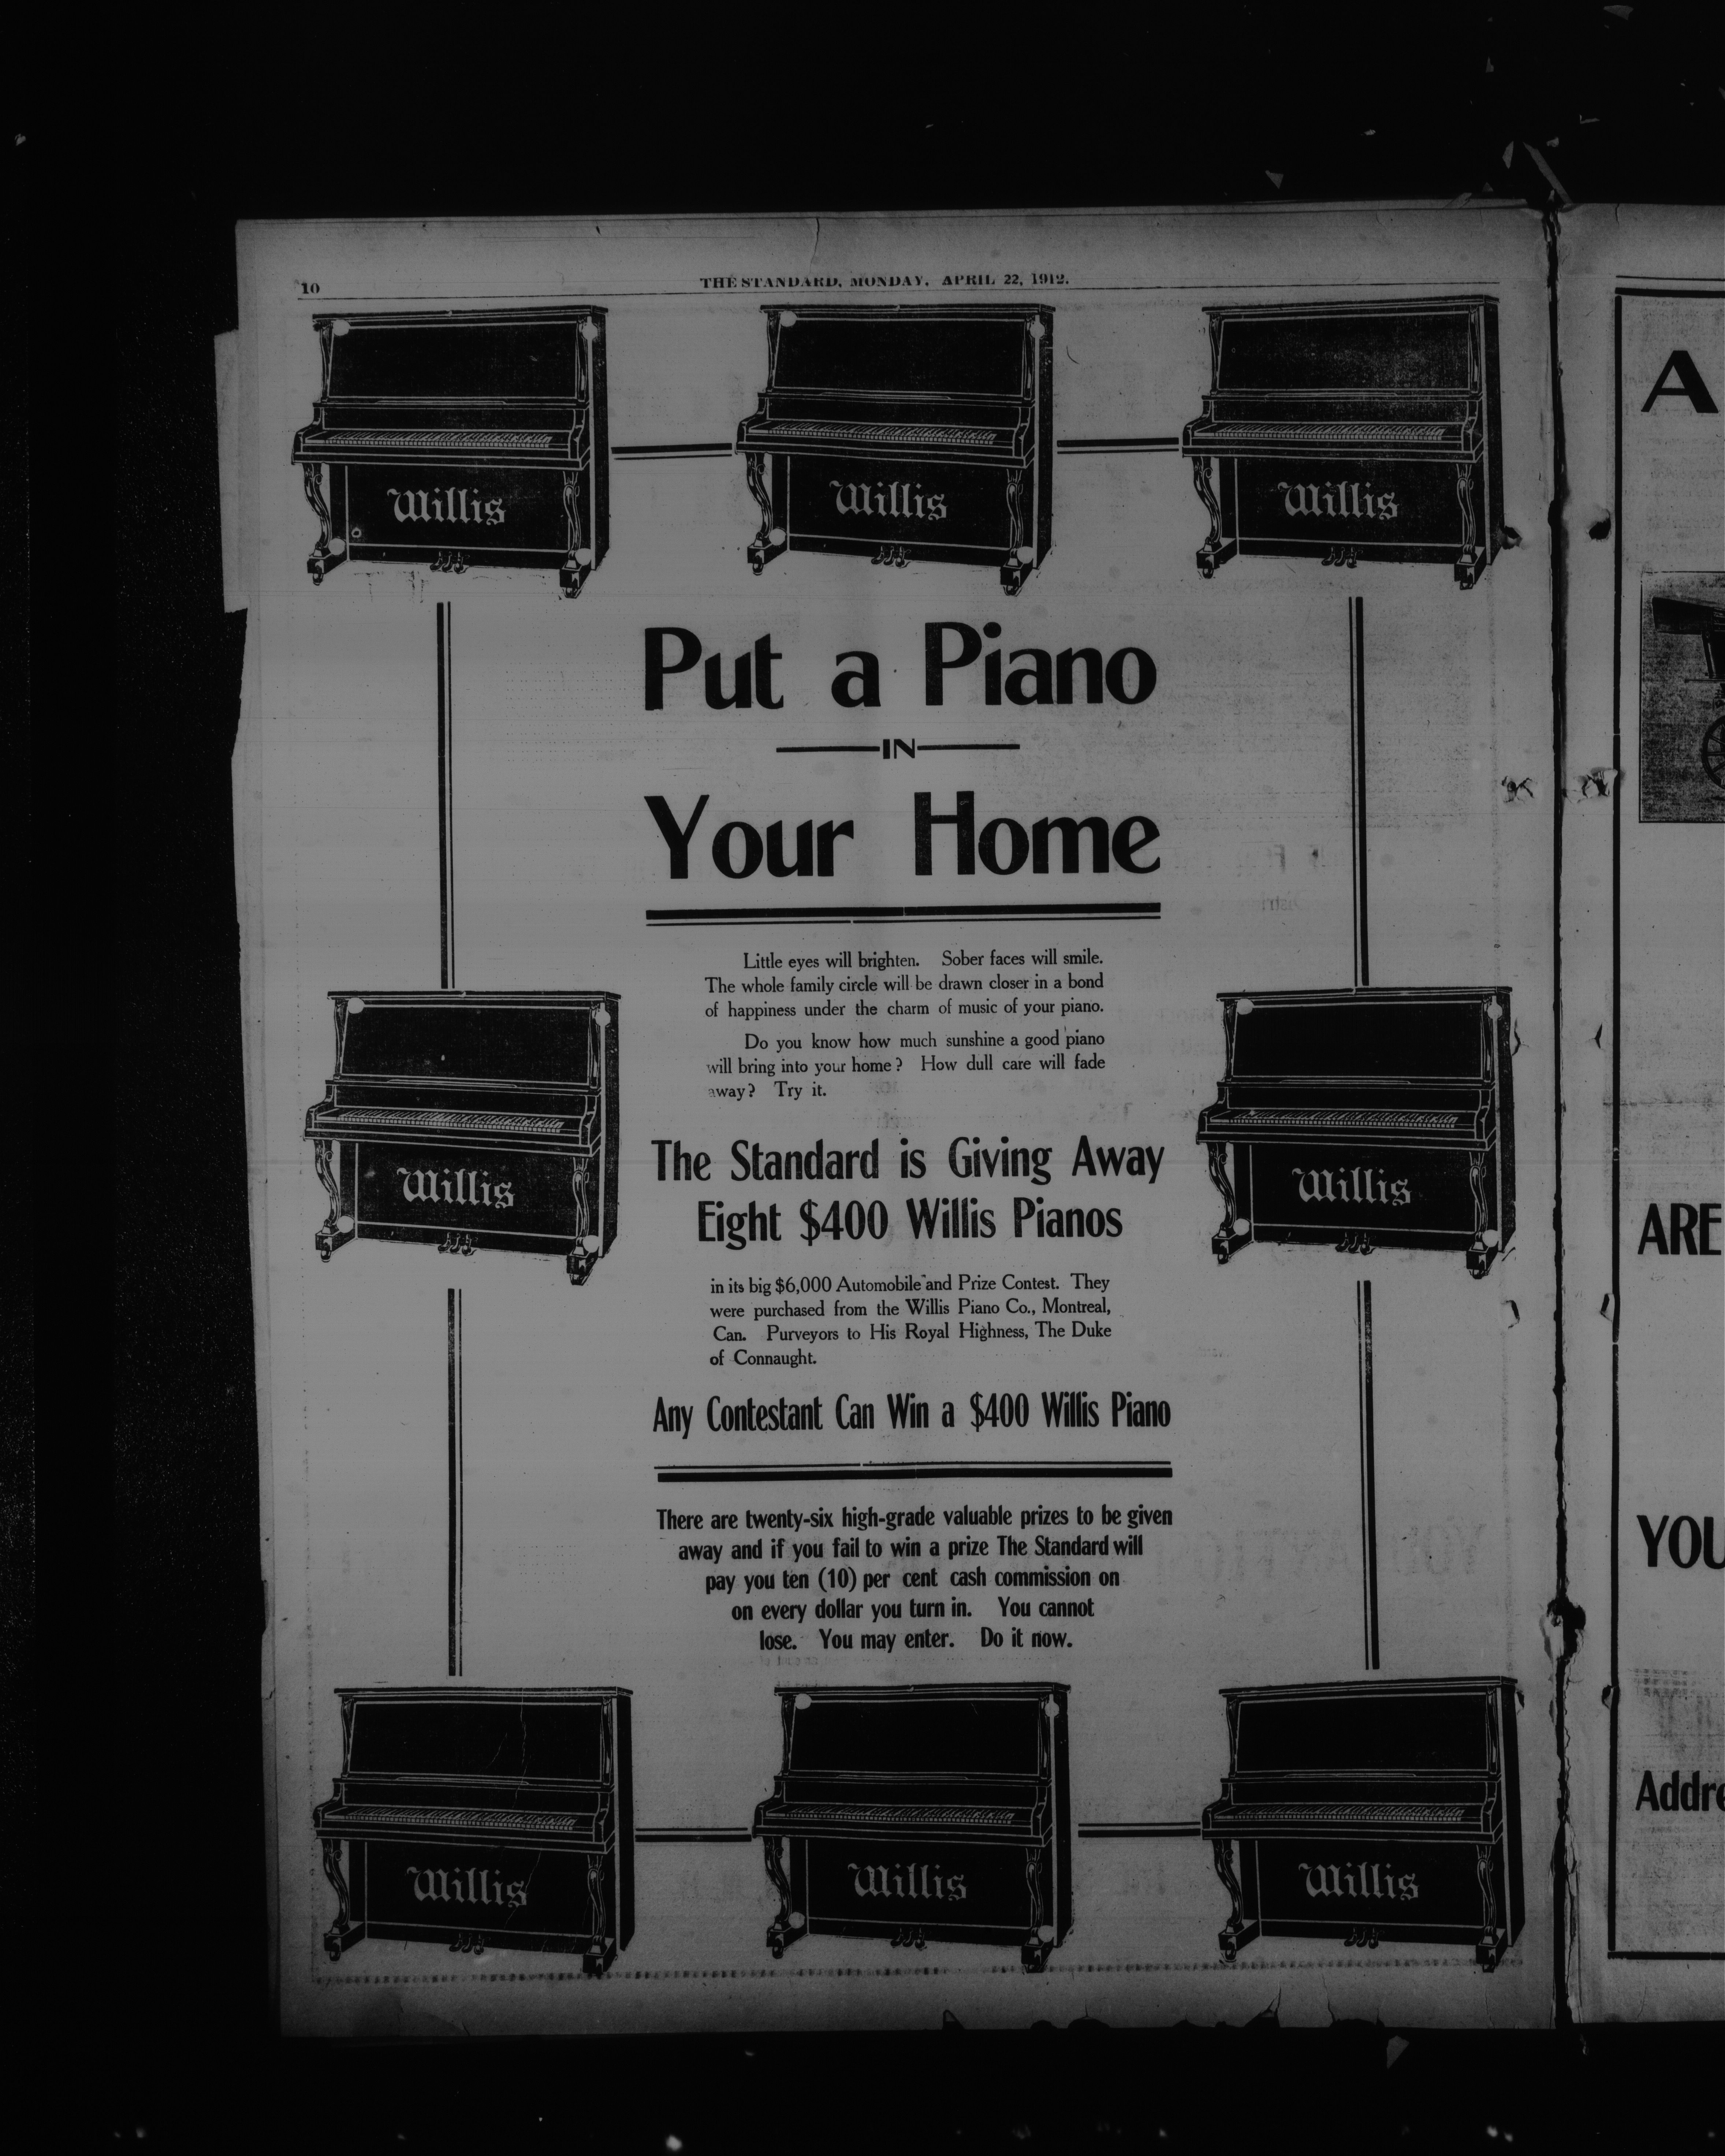 10
THE STANDARD, MONDAY, APRIL 22, 1912.
Willis
Willis
Willis
Put a Piano
IN
Your Home
Little eyes will brighten. Sober faces will smile.
The whole family circle will be drawn closer in a bond
of happiness under the charm of music of your piano.
Do you know how much sunshine a good piano
will bring into your home? How dull care will fade
away? Try it.
Willis
Willis
The Standard is Giving Away
Eight $400 Willis Pianos
in its big $6,000 Automobile and Prize Contest. They
were purchased from the Willis Piano Co., Montreal,
Can. Purveyors to His Royal Highness, The Duke
of Connaught.
Any Contestant Can Win a $400 Willis Piano
There are twenty-six high-grade valuable prizes to be given
away and if you fail to win a prize The Standard will
pay you ten (10) per cent cash commission on
on every dollar you turn in. You cannot
lose. You may enter. Do it now.
Willis
Willis
Willis
A
ARE
YOU
Addre